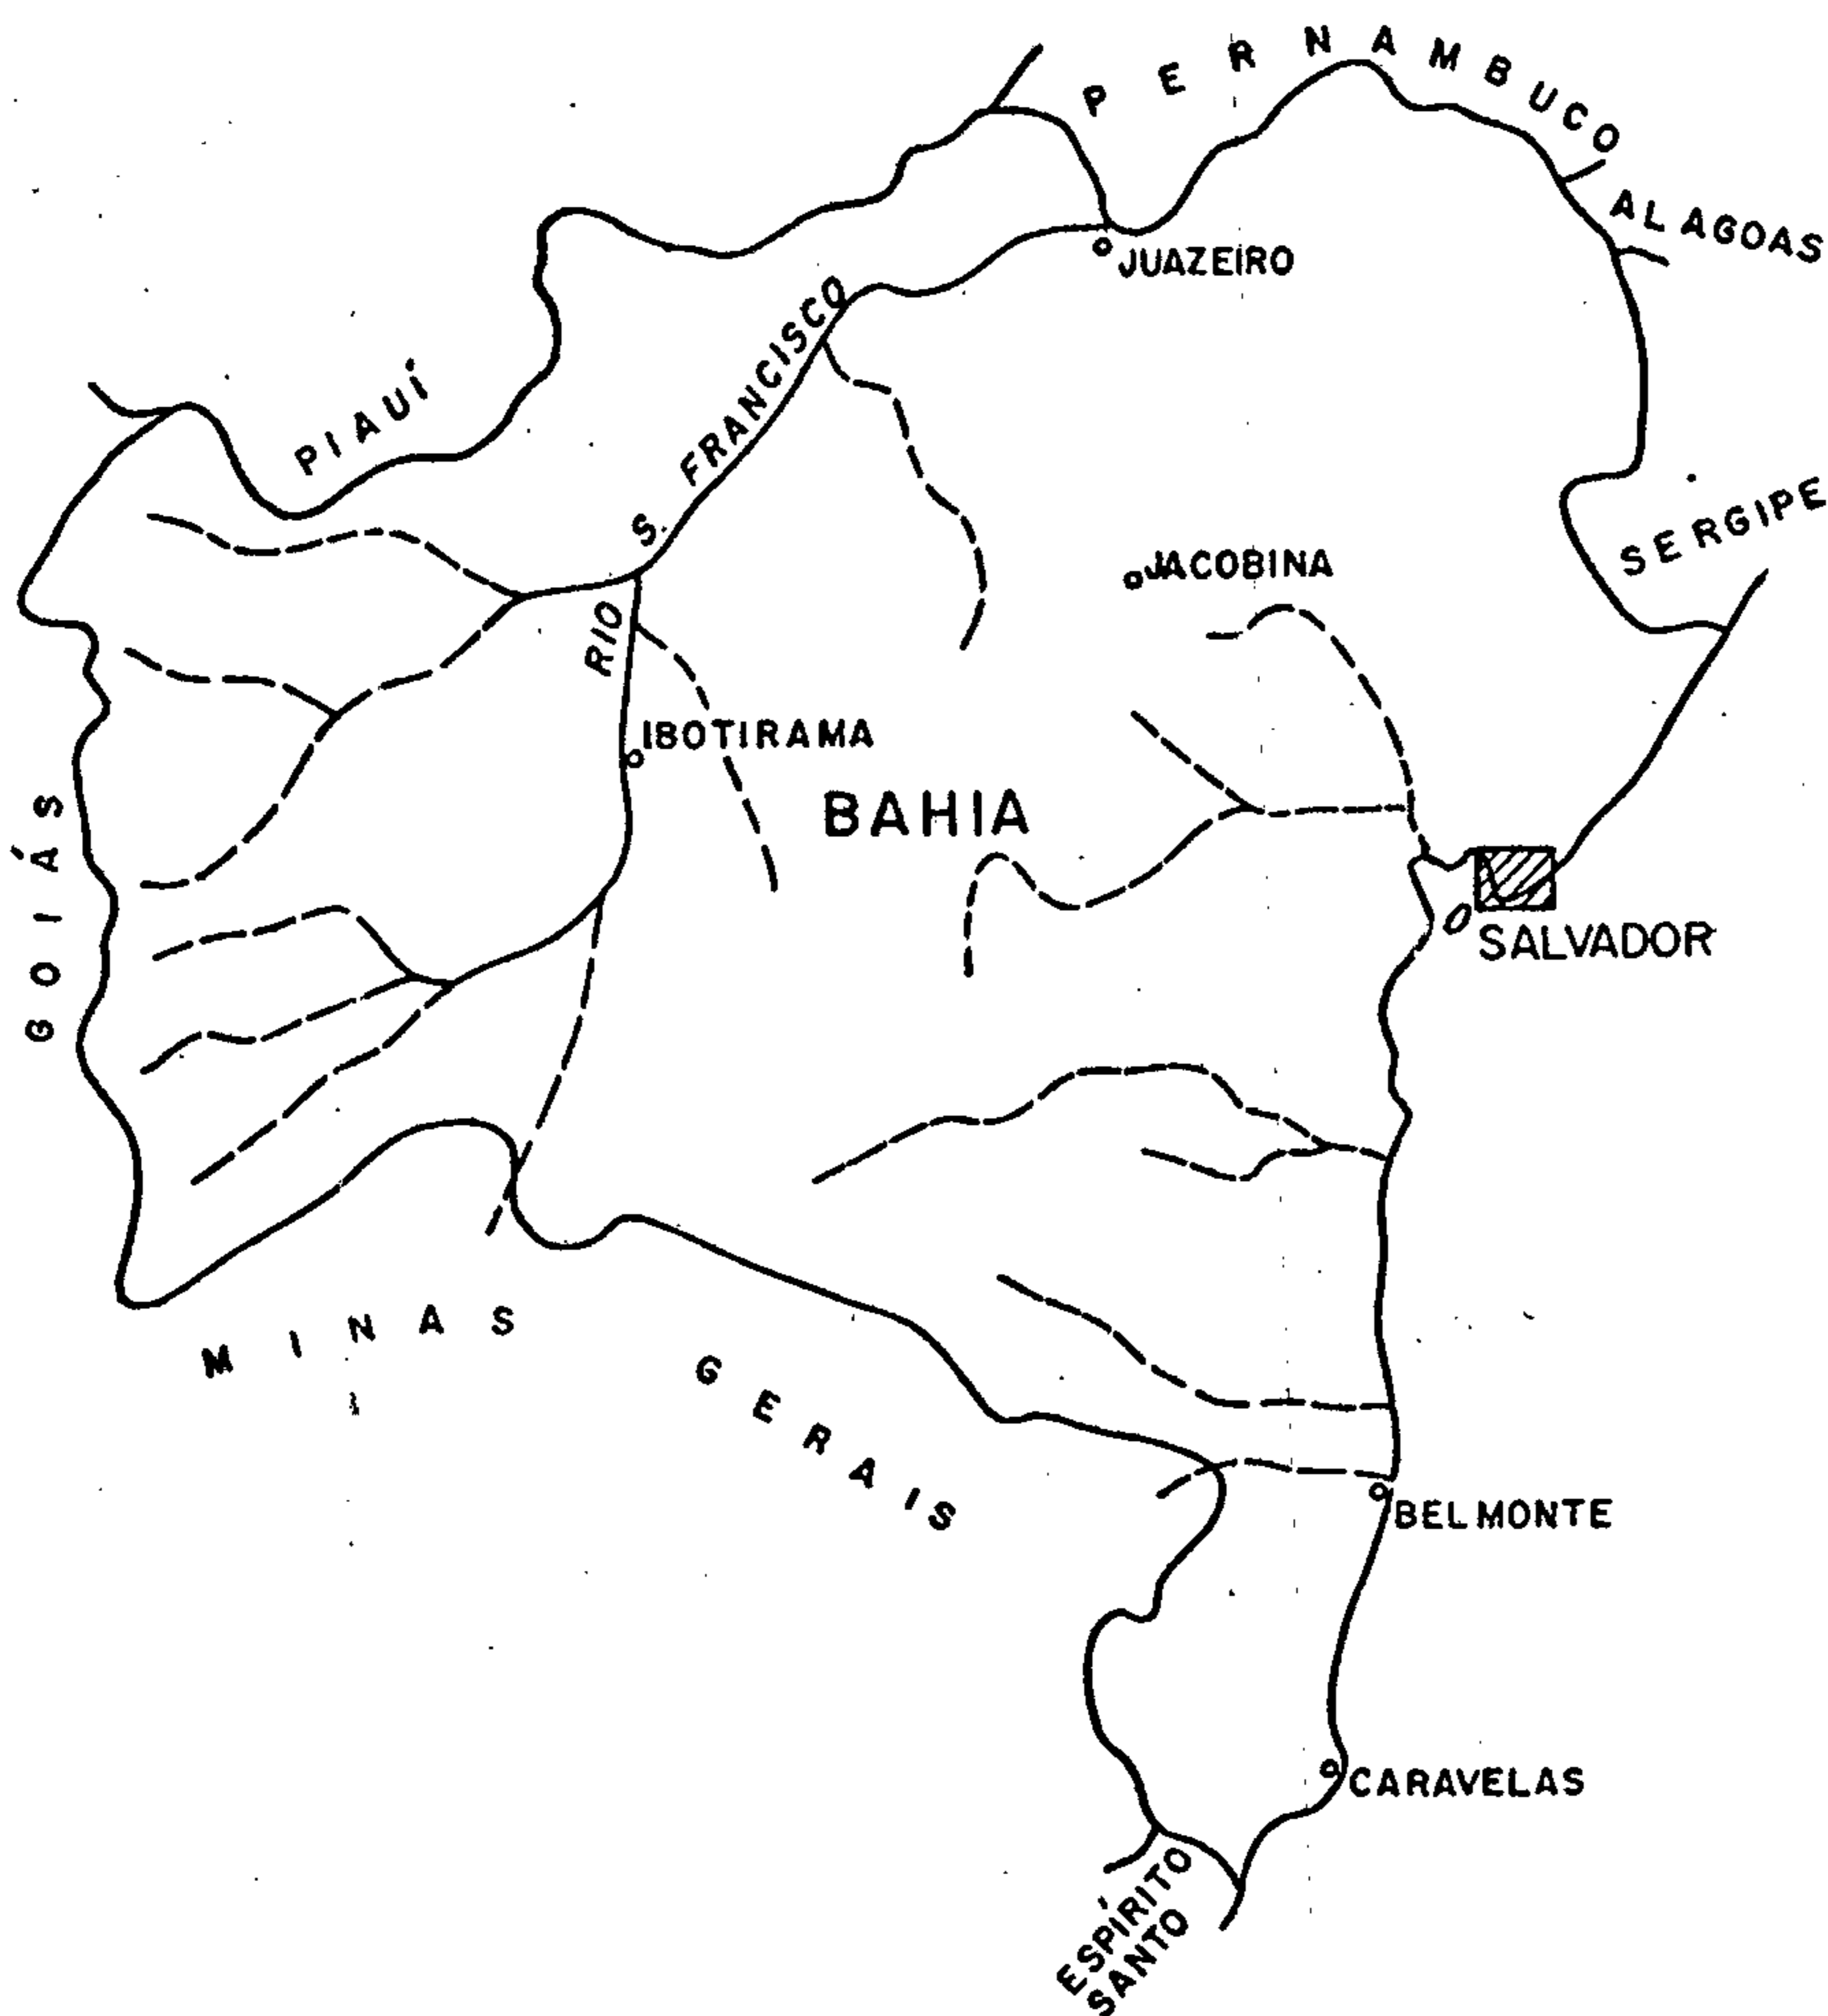 PERNAMBUCO
ALAGOAS
JUAZEIRO
PIAUÍ
RIO S. FRANCISCO
SERGIPE
JACOBINA
IBOTIRAMA
BAHIA
GOIÁS
SALVADOR
MINAS GERAIS
BELMONTE
CARAVELAS
ESPÍRITO
SANTO